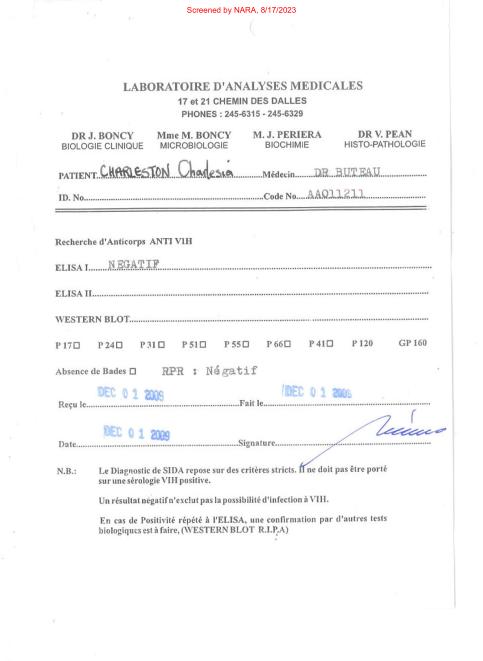 Screened by NARA, 8/17/2023
LABORATOIRE D'ANALYSES MEDICALES
17 et 21 CHEMIN DES DALLES
PHONES : 245-6315 - 245-6329
DR J. BONCY Mme M. BONCY M. J. PERIERA DR V. PEAN
BIOLOGIE CLINIQUE MICROBIOLOGIE BIOCHIMIE HISTO-PATHOLOGIE
PATIENT CHARLESTON Charlesia Médecin DR BUTEAU
ID. No. Code No. AA011211
Recherche d'Anticorps ANTI VIH
ELISA I NEGATIF
ELISA II
WESTERN BLOT
P 17☐ P 24☐ P 31☐ P 51☐ P 55☐ P 66☐ P 41☐ P 120 GP 160
Absence de Bades ☐ RPR : Négatif
Reçu le DEC 01 2009 Fait le DEC 01 2009
Date DEC 01 2009 Signature
N.B.: Le Diagnostic de SIDA repose sur des critères stricts. Il ne doit pas être porté
sur une sérologie VIH positive.
Un résultat négatif n'exclut pas la possibilité d'infection à VIH.
En cas de Positivité répété à l'ELISA, une confirmation par d'autres tests
biologiques est à faire, (WESTERN BLOT R.I.P.A)